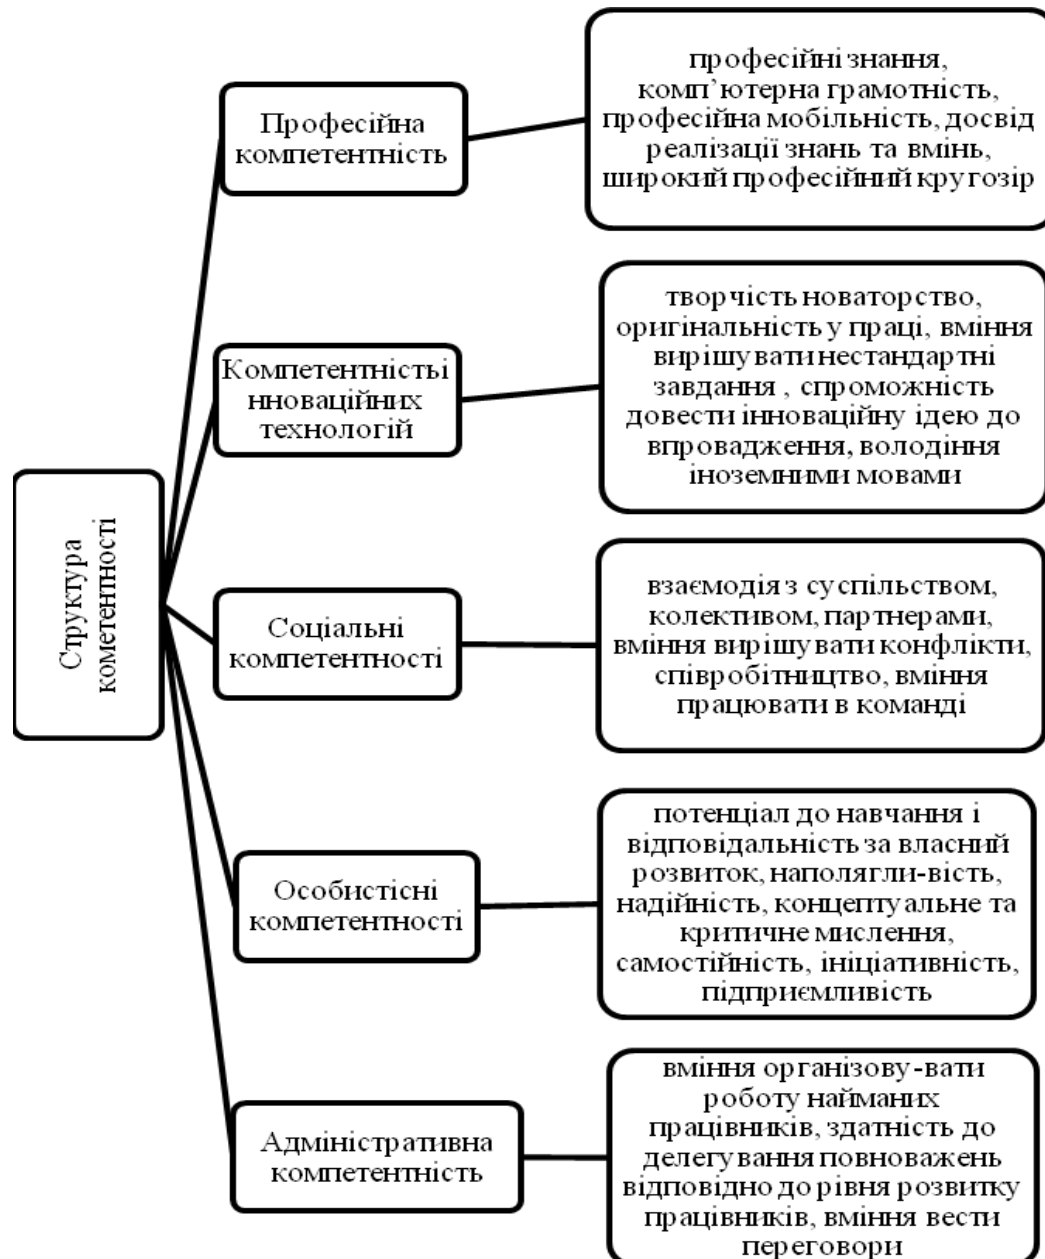 Структура
кометентності
Професійна
компетентність
професійні знання,
комп’ютерна грамотність,
професійна мобільність, досвід
реалізації знань та вмінь,
широкий професійний кругозір
Компетентністьі
нноваційних
технологій
творчість новаторство,
оригінальність у праці, вміння
вирішувати нестандартні
завдання , спроможність
довести інноваційну ідею до
впровадження, володіння
іноземними мовами
Соціальні
компетентності
взаємодія з суспільством,
колективом, партнерами,
вміння вирішувати конфлікти,
співробітництво, вміння
працювати в команді
Особистісні
компетентності
потенціал до навчання і
відповідальність за власний
розвиток, наполягли-вість,
надійність, концептуальне та
критичне мислення,
самостійність, ініціативність,
підприємливість
Адміністративна
компетентність
вміння організову-вати
роботу найманих
працівників, здатність до
делегування повноважень
відповідно до рівня розвитку
працівників, вміння вести
переговори